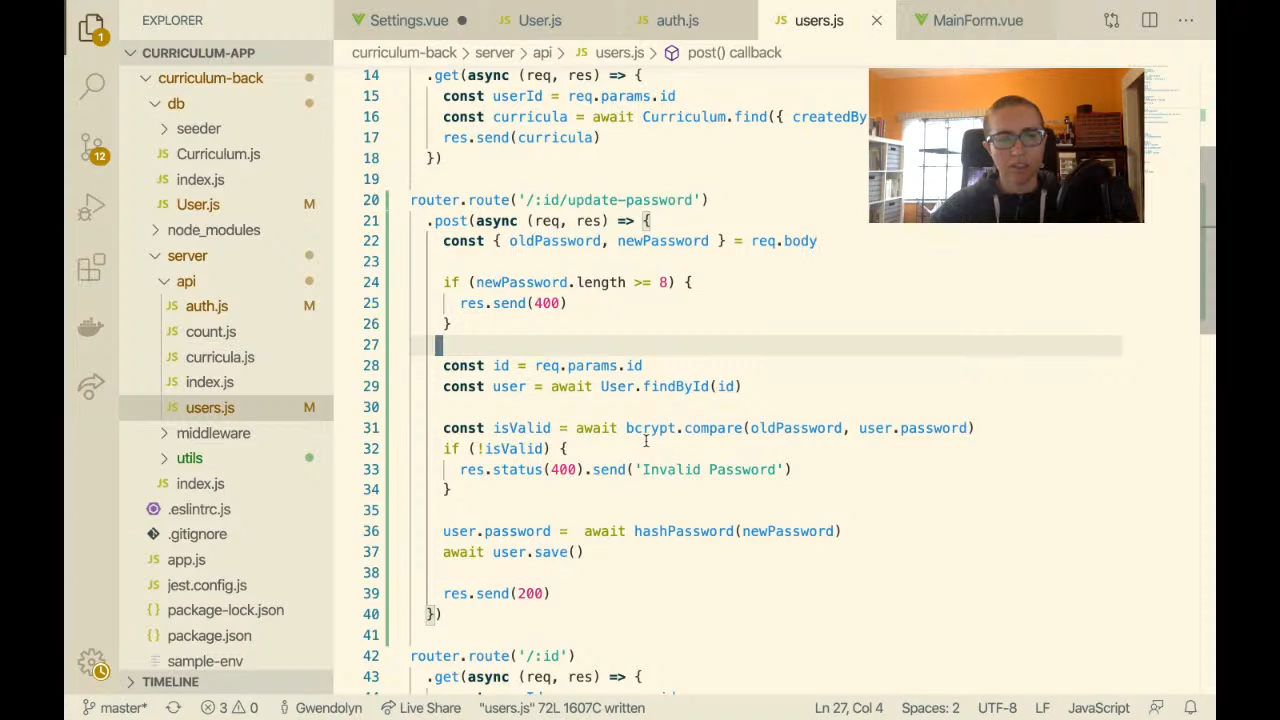 EXPLORER
Settings.vue
User.js
auth.js
users.js
MainForm.vue
CURRICULUM-APP
curriculum-back
db
seeder
Curriculum.js
index.js
User.js M
node_modules
server
api
auth.js M
count.js
curricula.js
index.js
users.js M
middleware
utils
index.js
.eslintrc.js
.gitignore
app.js
jest.config.js
package-lock.json
package.json
sample-env
TIMELINE
1
12
curriculum-back > server > api > users.js > post() callback
14 .get(async (req, res) => {
15 const userId = req.params.id
16 const curricula = await Curriculum.find({ createdBy
17 res.send(curricula)
18 })
19
20 router.route('/:id/update-password')
21 .post(async (req, res) => {
22 const { oldPassword, newPassword } = req.body
23
24 if (newPassword.length >= 8) {
25 res.send(400)
26 }
27
28 const id = req.params.id
29 const user = await User.findById(id)
30
31 const isValid = await bcrypt.compare(oldPassword, user.password)
32 if (!isValid) {
33 res.status(400).send('Invalid Password')
34 }
35
36 user.password =  await hashPassword(newPassword)
37 await user.save()
38
39 res.send(200)
40 })
41
42 router.route('/:id')
43 .get(async (req, res) => {
master* 3 0 Gwendolyn Live Share "users.js" 72L 1607C written Ln 27, Col 4 Spaces: 2 UTF-8 LF JavaScript